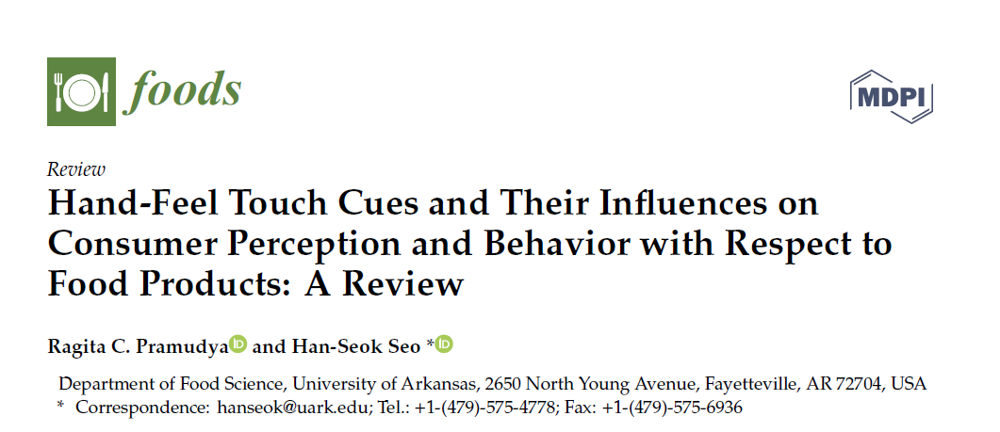 foods
MDPI
Review
Hand-Feel Touch Cues and Their Influences on
Consumer Perception and Behavior with Respect to
Food Products: A Review
Ragita C. Pramudya iD and Han-Seok Seo * iD
Department of Food Science, University of Arkansas, 2650 North Young Avenue, Fayetteville, AR 72704, USA
* Correspondence: hanseok@uark.edu; Tel.: +1-(479)-575-4778; Fax: +1-(479)-575-6936